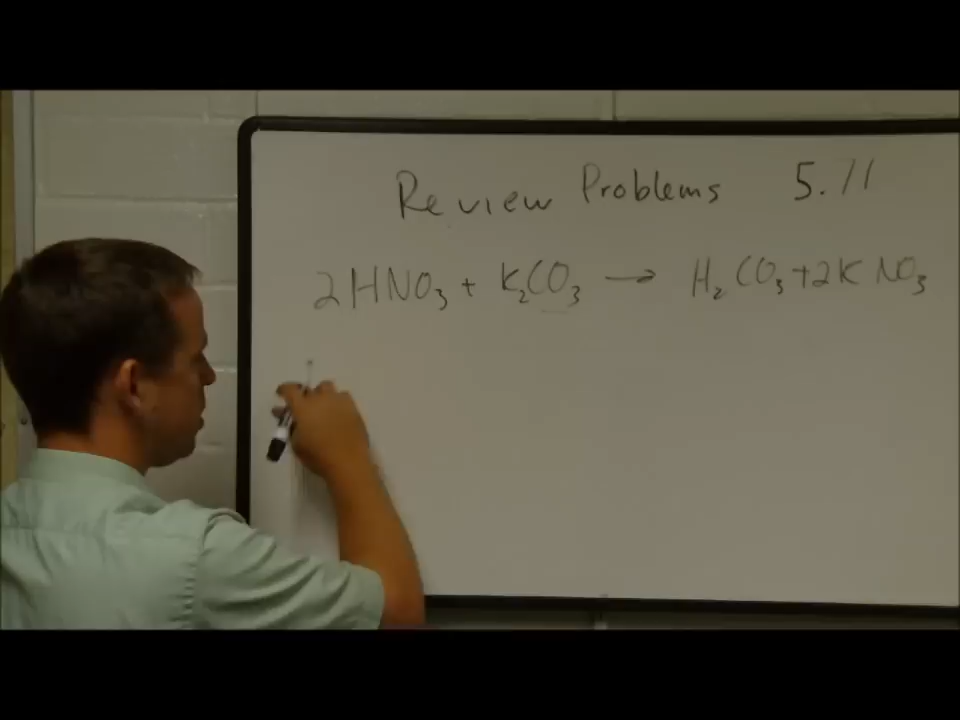 Review Problems 5.11
2HNO₃ + K₂CO₃ → H₂CO₃ + 2KNO₃